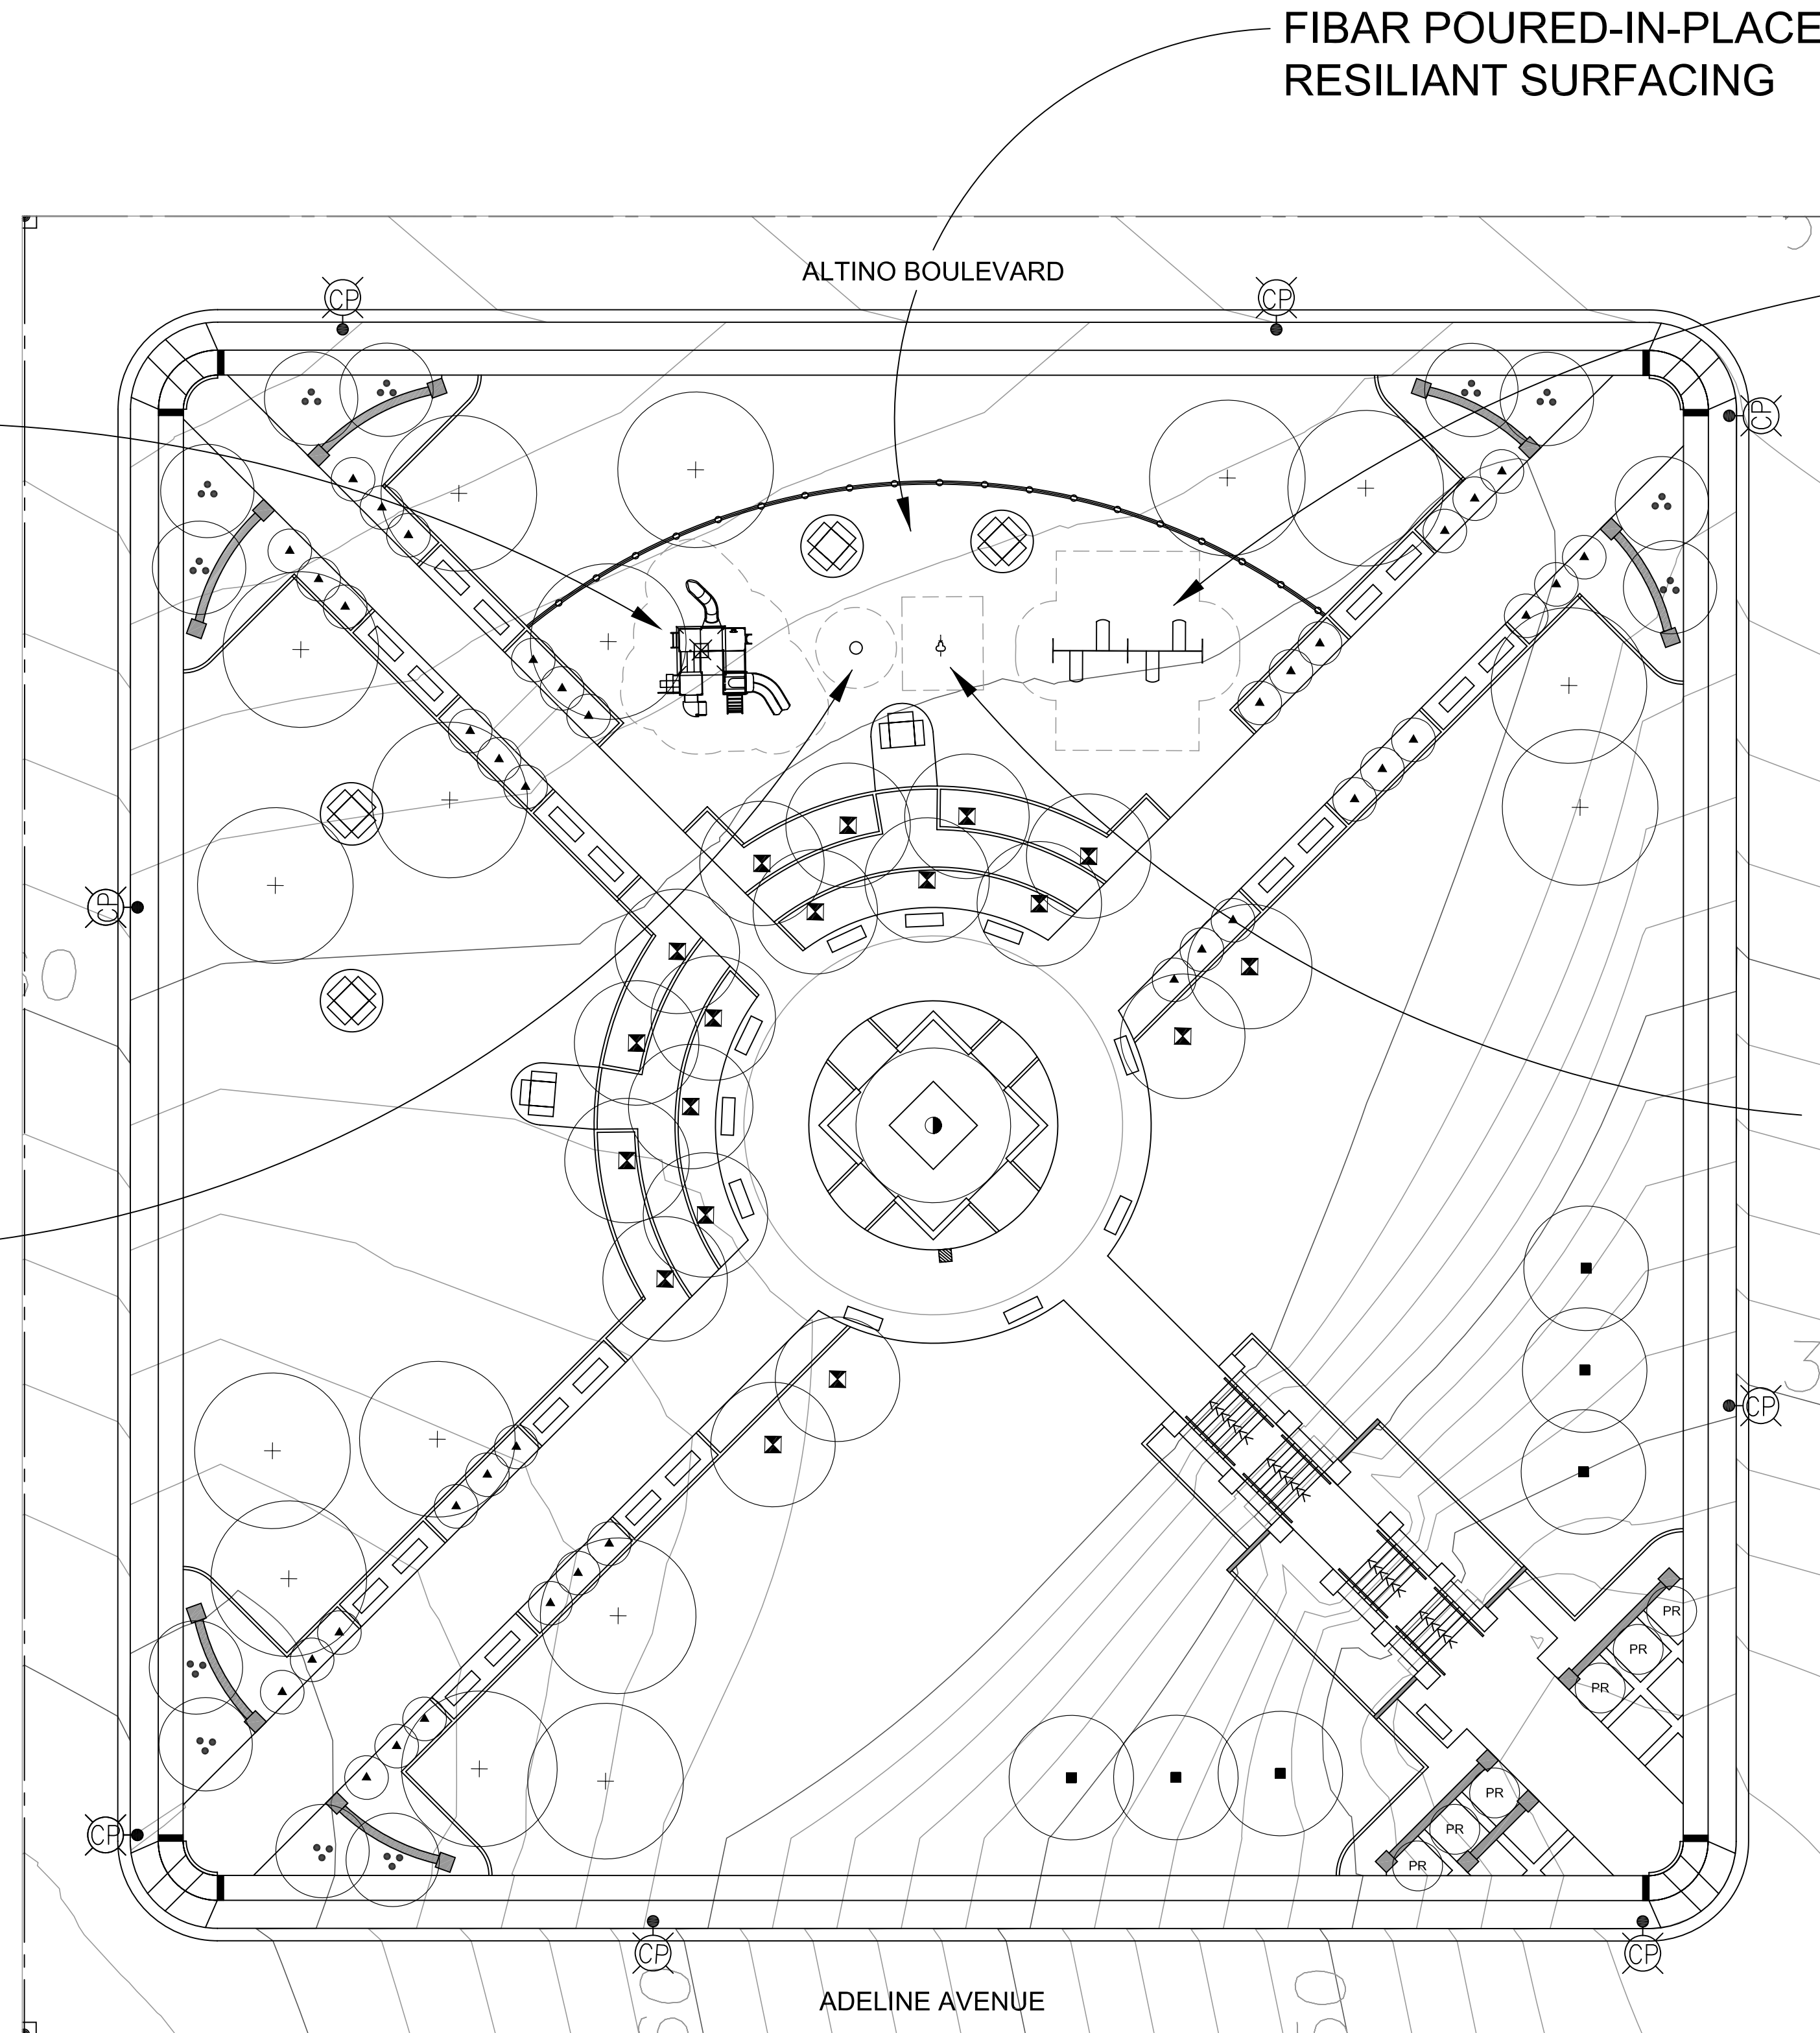 FIBAR POURED-IN-PLACE
RESILIANT SURFACING
ALTINO BOULEVARD
CP
CP
CP
CP
CP
PR
PR
PR
PR
PR
PR
CP
CP
CP
ADELINE AVENUE